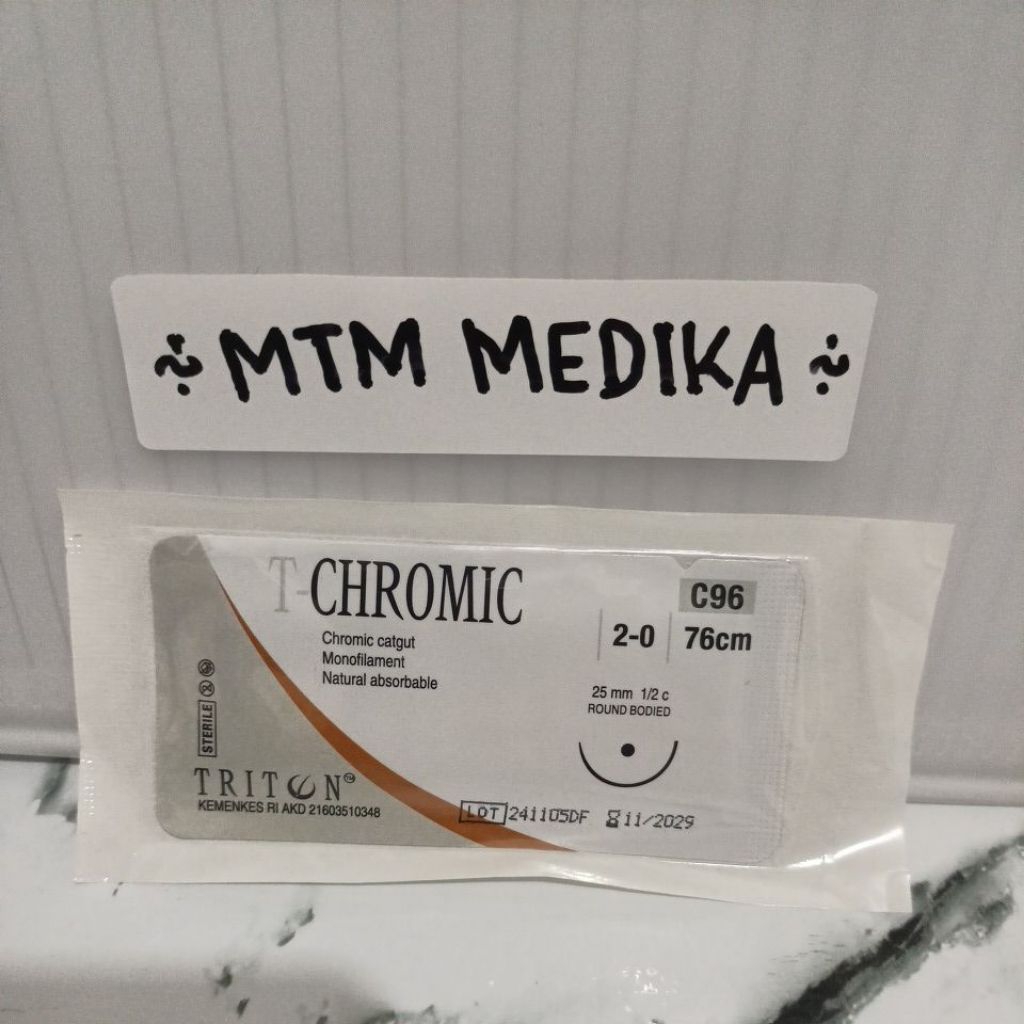 MTM MEDIKA
T-CHROMIC
Chromic catgut
Monofilament
Natural absorbable
C96
2-0
76cm
25 mm 1/2 c
ROUND BODIED
STERILE
TRITON™
KEMENKES RI AKD 21603510348
LOT 241105DF 11/2029